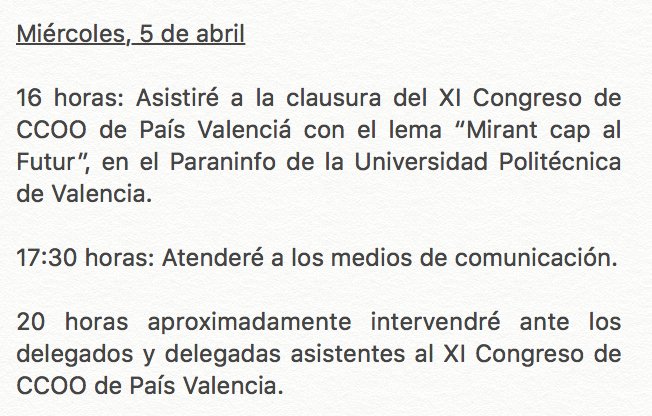 Miércoles, 5 de abril
16 horas: Asistiré a la clausura del XI Congreso de
CCOO de País Valenciá con el lema “Mirant cap al
Futur”, en el Paraninfo de la Universidad Politécnica
de Valencia.
17:30 horas: Atenderé a los medios de comunicación.
20 horas aproximadamente intervendré ante los
delegados y delegadas asistentes al XI Congreso de
CCOO de País Valencia.